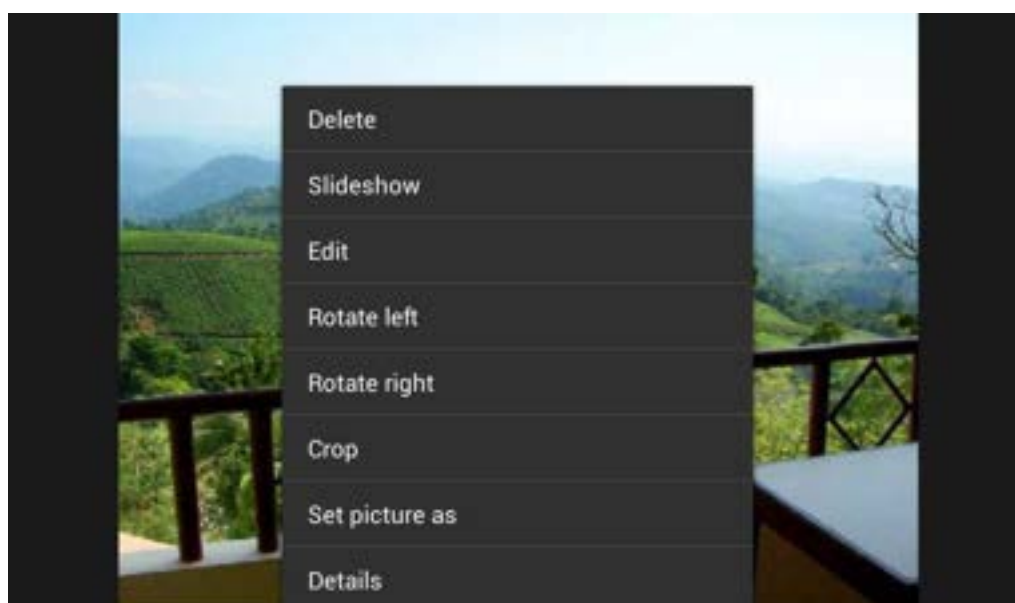 Delete
Slideshow
Edit
Rotate left
Rotate right
Crop
Set picture as
Details